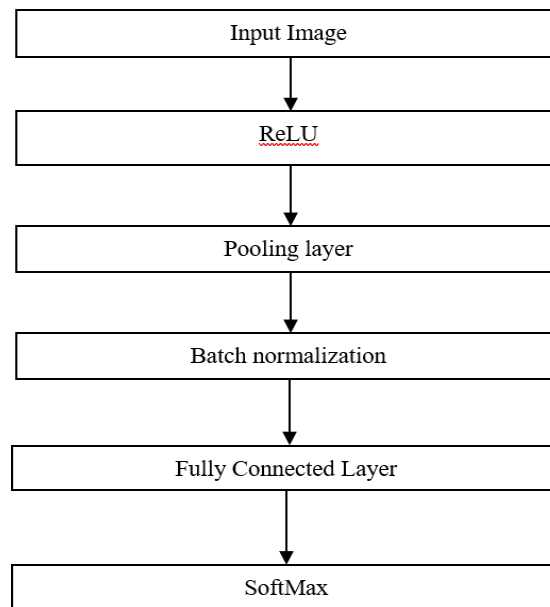 Input Image
ReLU
Pooling layer
Batch normalization
Fully Connected Layer
SoftMax